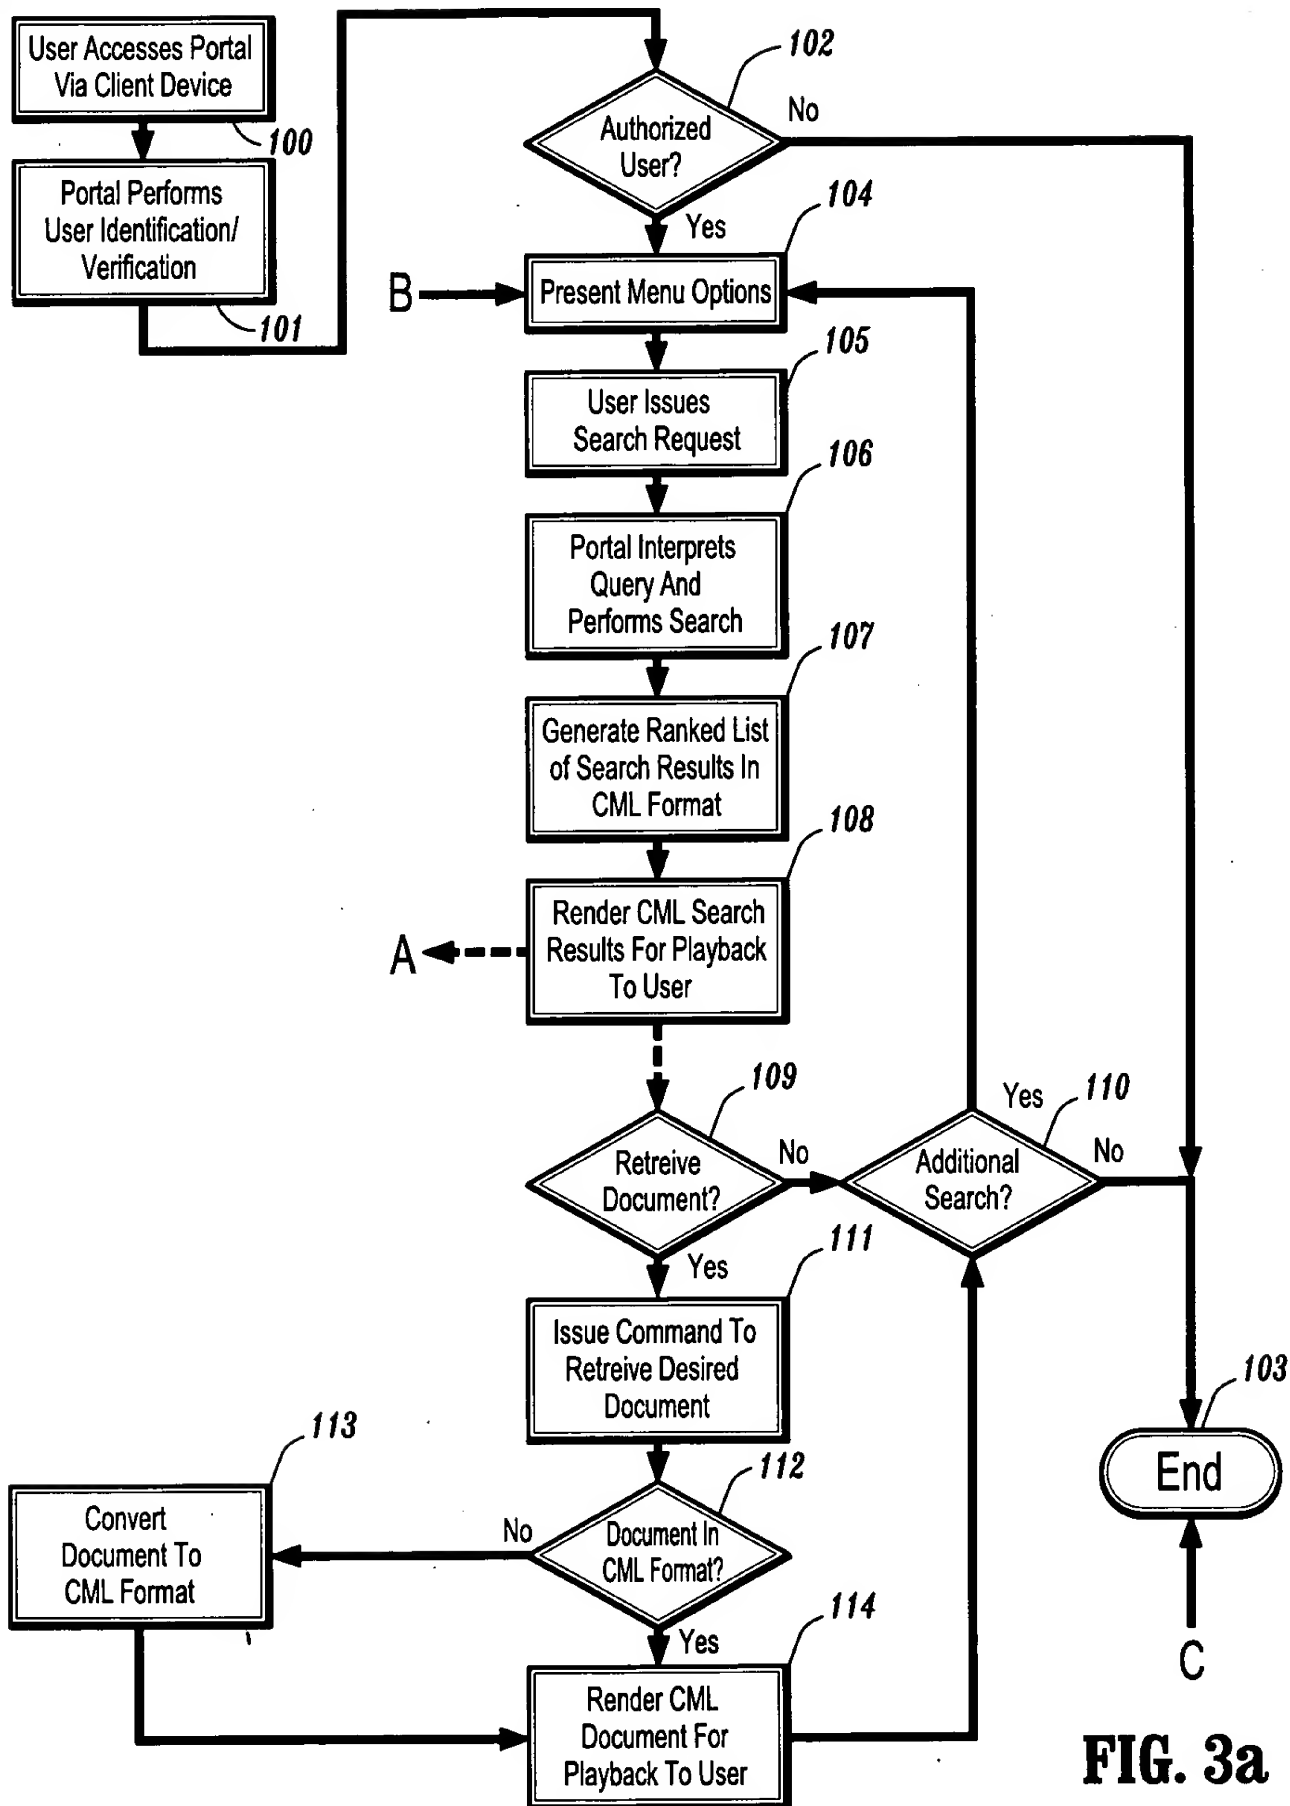 User Accesses Portal
Via Client Device
100
Portal Performs
User Identification/
Verification
101
102
Authorized
User?
No
Yes
104
B
Present Menu Options
105
User Issues
Search Request
106
Portal Interprets
Query And
Performs Search
107
Generate Ranked List
of Search Results In
CML Format
108
Render CML Search
Results For Playback
To User
A
109
Retreive
Document?
No
Yes
110
Additional
Search?
Yes
No
111
Issue Command To
Retreive Desired
Document
103
End
C
112
Document In
CML Format?
No
Yes
113
Convert
Document To
CML Format
114
Render CML
Document For
Playback To User
FIG. 3a